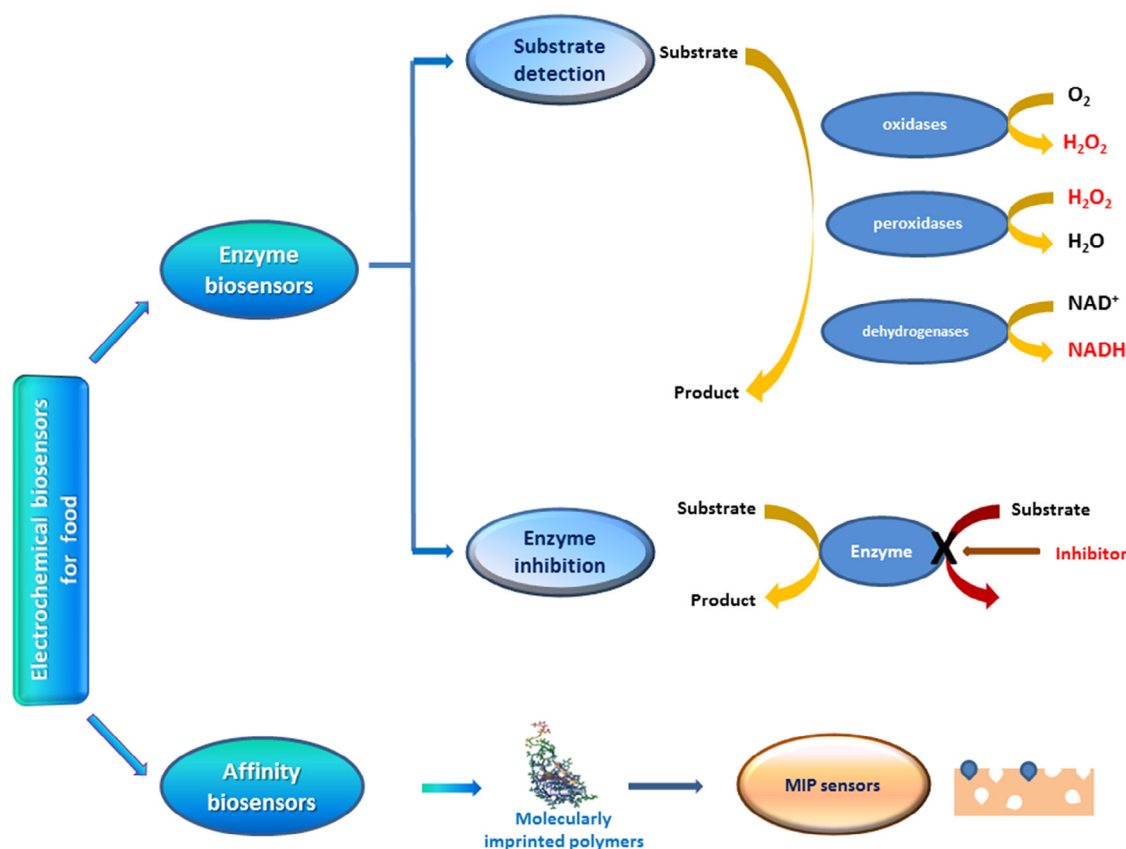 Electrochemical biosensors
for food
Enzyme
biosensors
Substrate
detection
Substrate
Product
oxidases
O₂
H₂O₂
peroxidases
H₂O₂
H₂O
dehydrogenases
NAD⁺
NADH
Enzyme
inhibition
Substrate
Product
Enzyme
X
Substrate
Inhibitor
Affinity
biosensors
Molecularly
imprinted polymers
MIP sensors